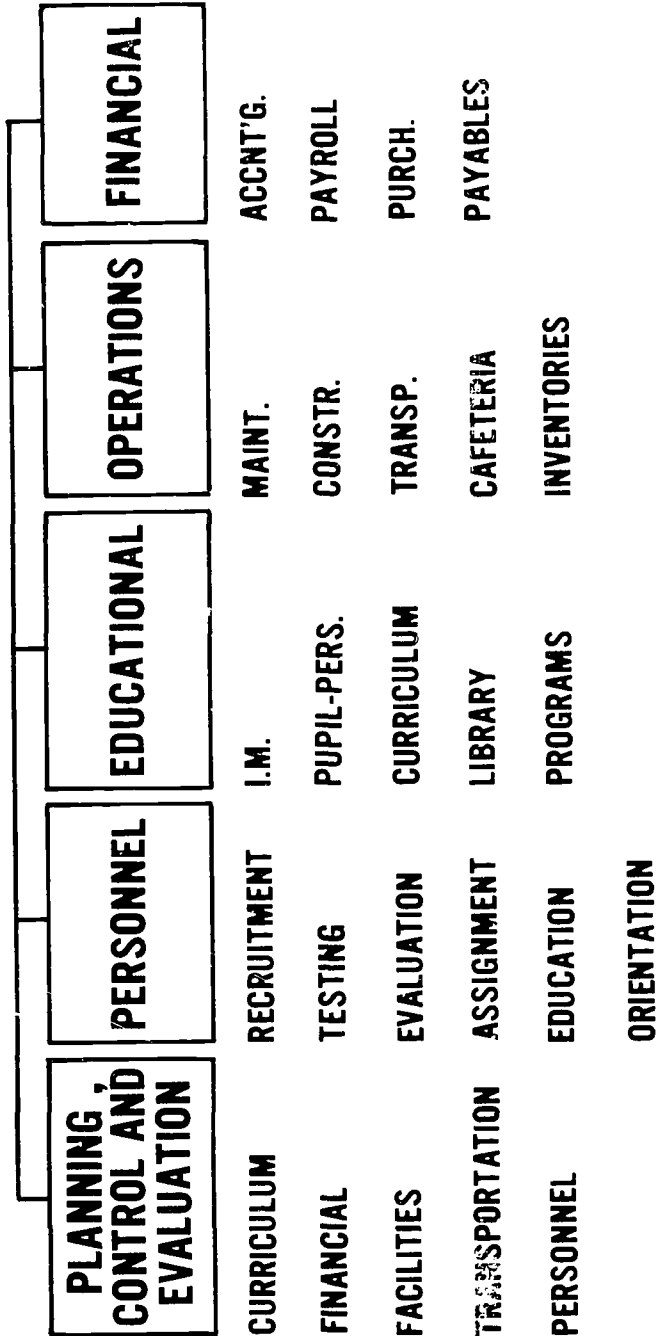 PLANNING,
CONTROL AND
EVALUATION
CURRICULUM
FINANCIAL
FACILITIES
TRANSPORTATION
PERSONNEL
PERSONNEL
RECRUITMENT
TESTING
EVALUATION
ASSIGNMENT
EDUCATION
ORIENTATION
EDUCATIONAL
I.M.
PUPIL-PERS.
CURRICULUM
LIBRARY
PROGRAMS
OPERATIONS
MAINT.
CONSTR.
TRANSP.
CAFETERIA
INVENTORIES
FINANCIAL
ACCNT'G.
PAYROLL
PURCH.
PAYABLES